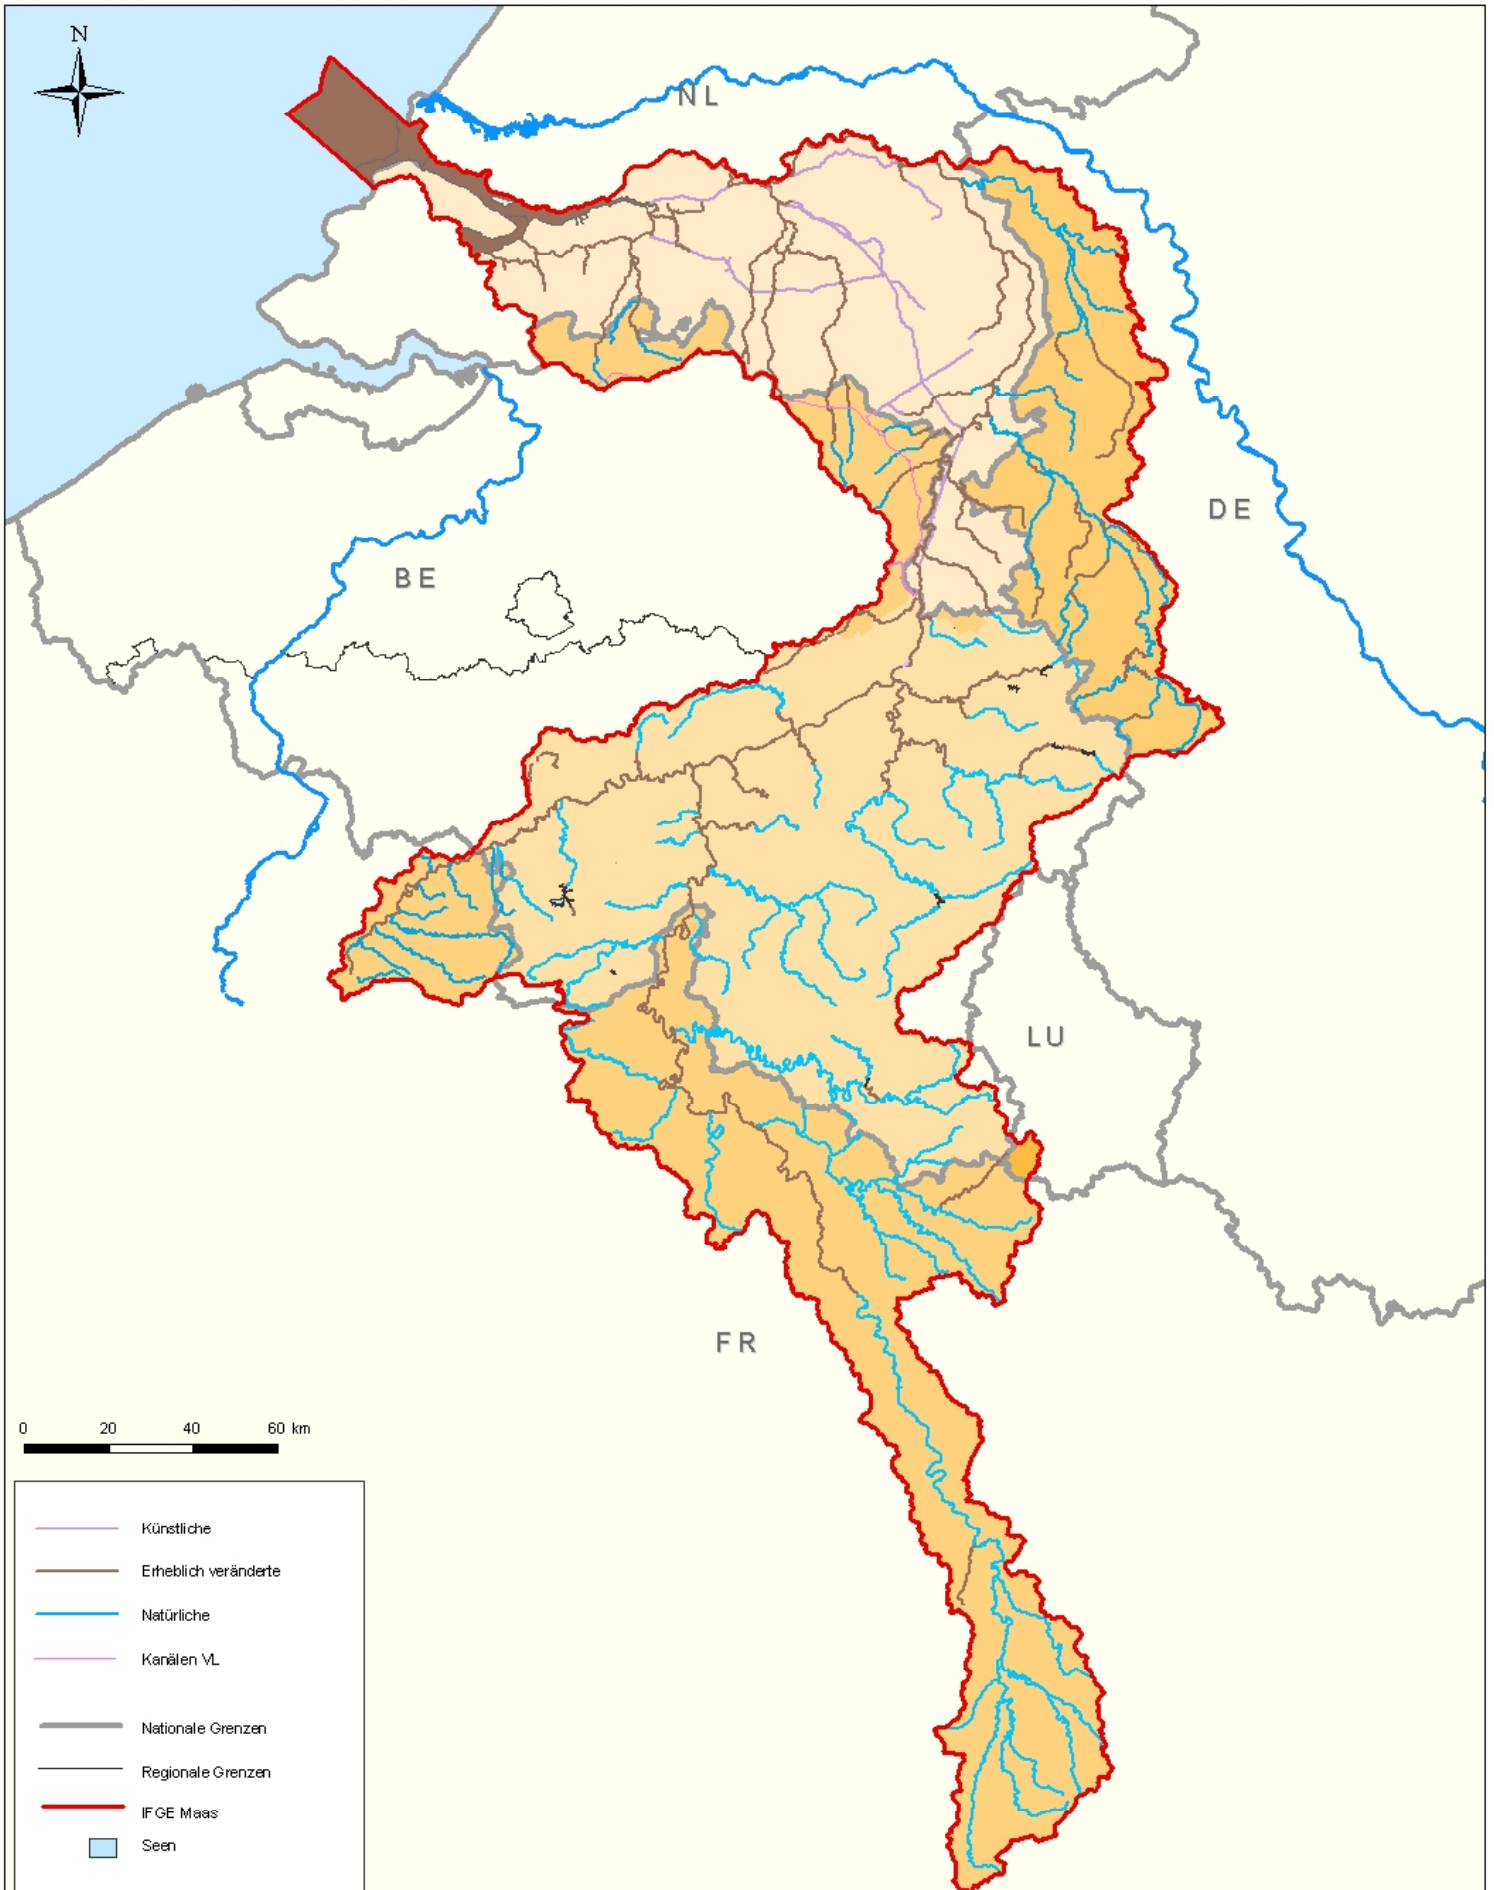 N
NL
DE
BE
LU
FR
0 20 40 60 km
Künstliche
Erheblich veränderte
Natürliche
Kanälen VL
Nationale Grenzen
Regionale Grenzen
IFGE Maas
Seen